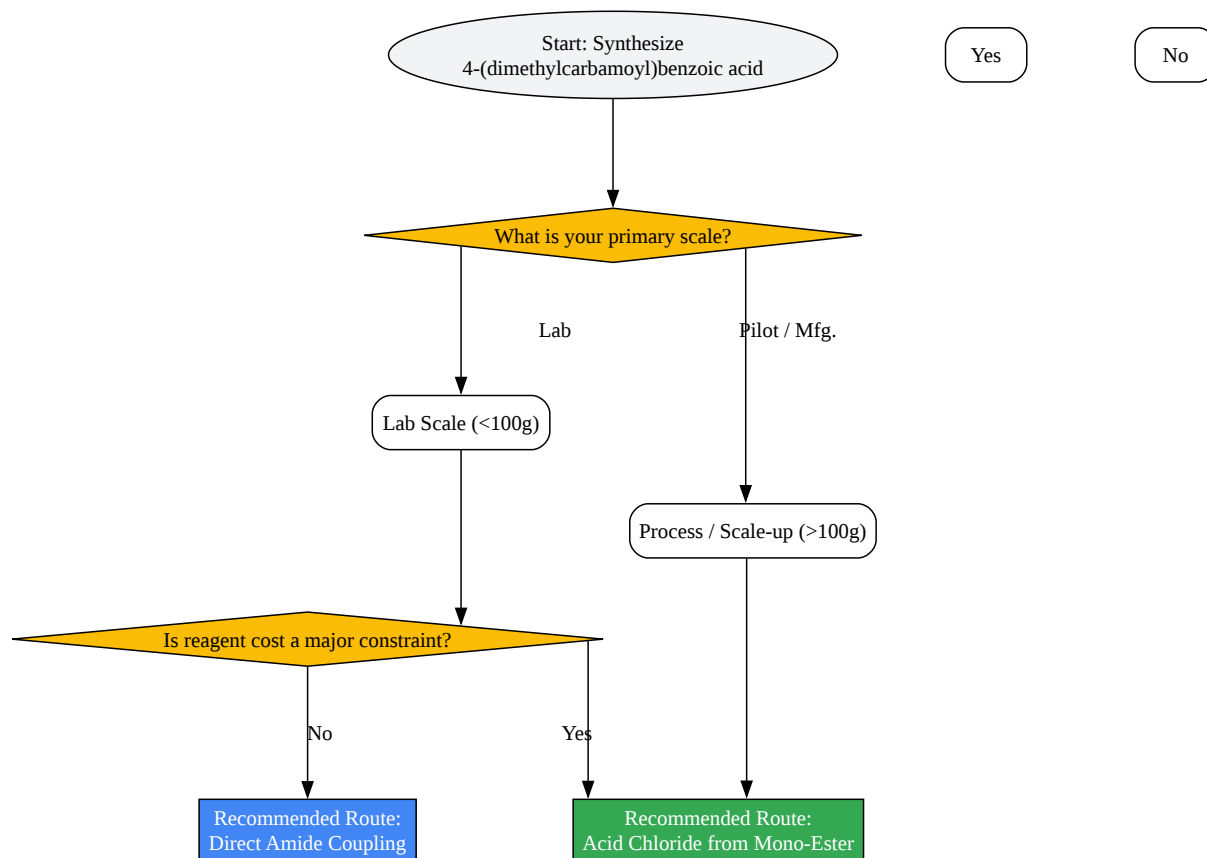 Start: Synthesize
4-(dimethylcarbamoyl)benzoic acid
Yes
No
What is your primary scale?
Lab
Pilot / Mfg.
Lab Scale (<100g)
Process / Scale-up (>100g)
Is reagent cost a major constraint?
No
Yes
Recommended Route:
Direct Amide Coupling
Recommended Route:
Acid Chloride from Mono-Ester